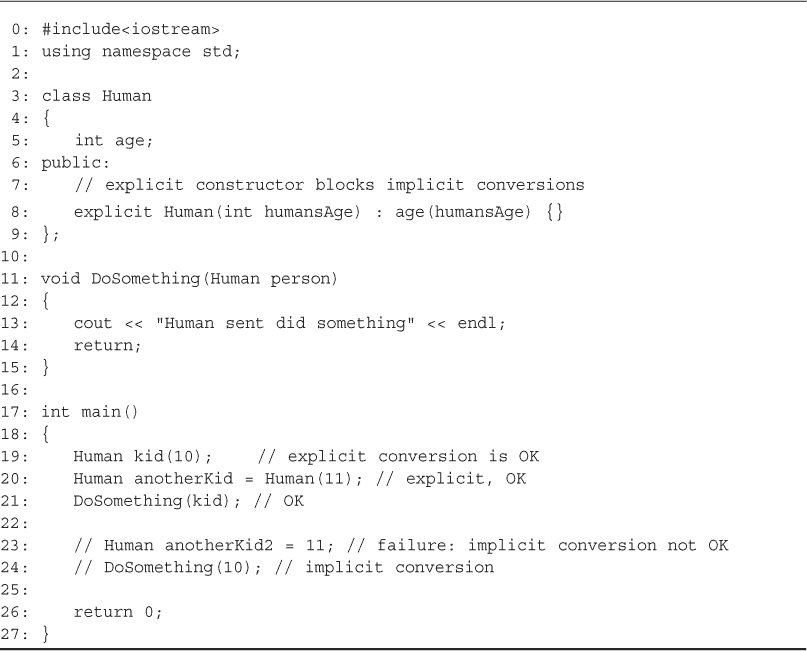 0: #include<iostream>
1: using namespace std;
2:
3: class Human
4: {
5:    int age;
6: public:
7:    // explicit constructor blocks implicit conversions
8:    explicit Human(int humansAge) : age(humansAge) {}
9: };
10:
11: void DoSomething(Human person)
12: {
13:    cout << "Human sent did something" << endl;
14:    return;
15: }
16:
17: int main()
18: {
19:    Human kid(10);    // explicit conversion is OK
20:    Human anotherKid = Human(11); // explicit, OK
21:    DoSomething(kid); // OK
22:
23:    // Human anotherKid2 = 11; // failure: implicit conversion not OK
24:    // DoSomething(10); // implicit conversion
25:
26:    return 0;
27: }